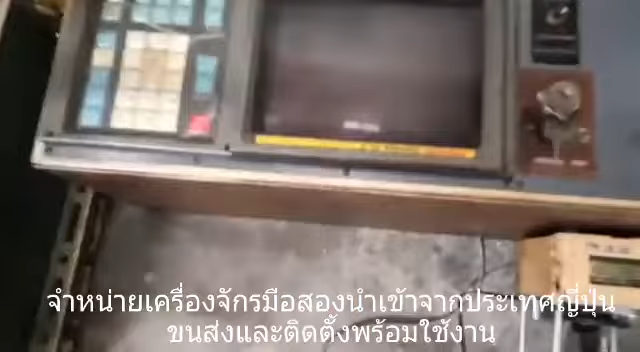 จำหน่ายเครื่องจักรมือสองนำเข้าจากประเทศญี่ปุ่น
ขนส่งและติดตั้งพร้อมใช้งาน